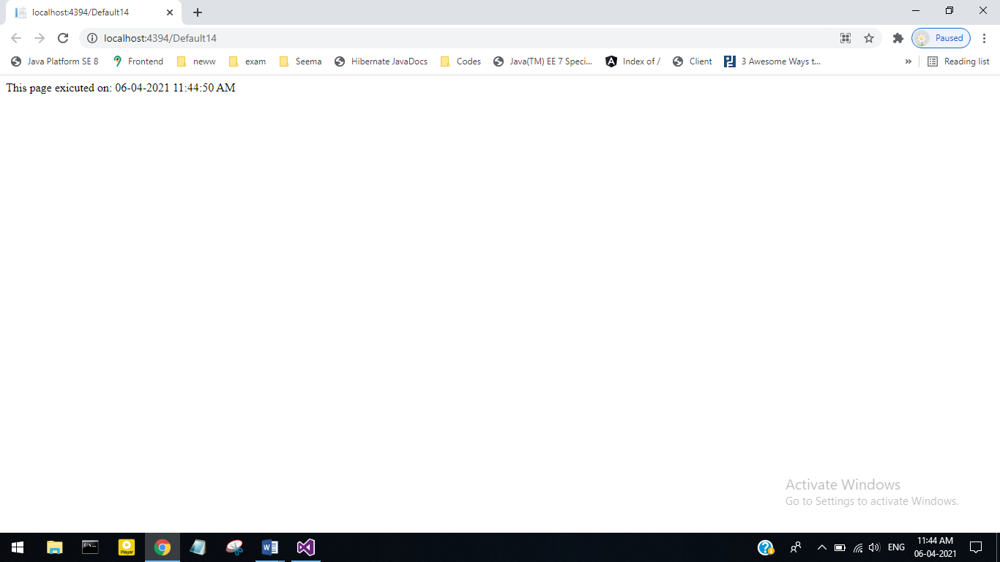 localhost:4394/Default14
localhost:4394/Default14
Paused
Java Platform SE 8
Frontend
neww
exam
Seema
Hibernate JavaDocs
Codes
Java(TM) EE 7 Speci...
Index of /
Client
3 Awesome Ways t...
»
Reading list
This page exicuted on: 06-04-2021 11:44:50 AM
Activate Windows
Go to Settings to activate Windows.
Player
ENG
11:44 AM
06-04-2021